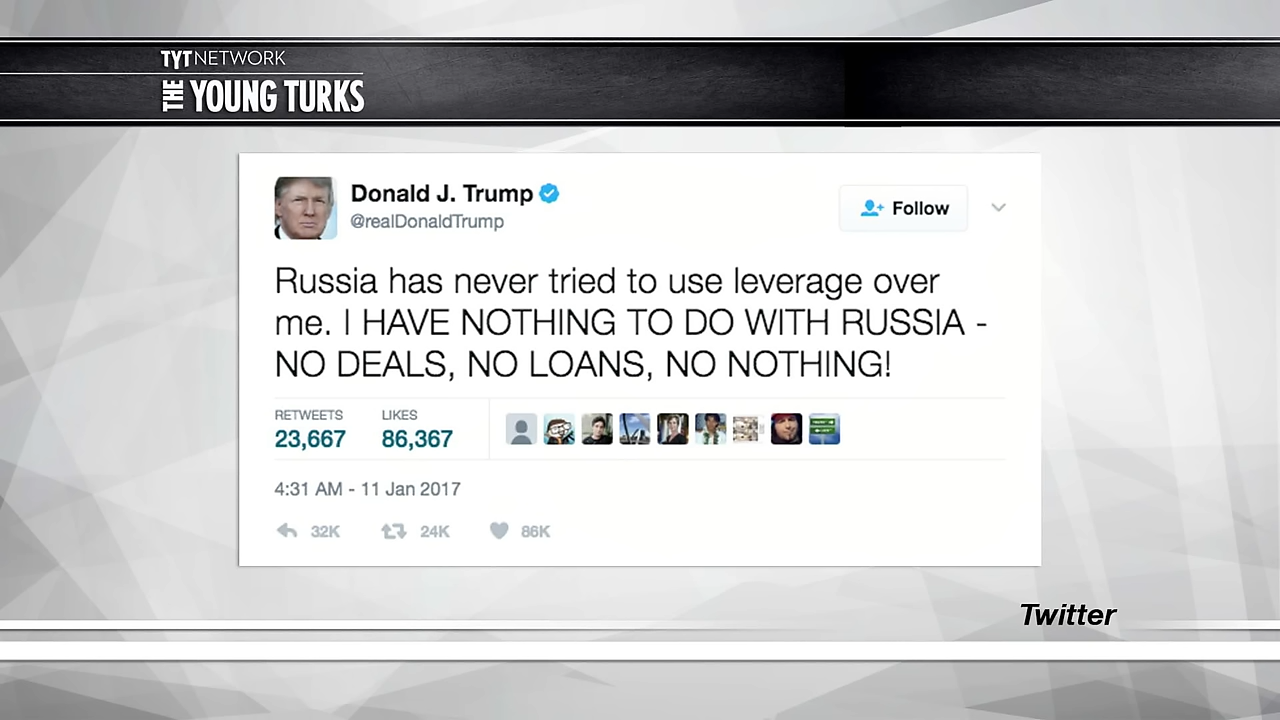 TYT NETWORK
THE YOUNG TURKS
Donald J. Trump
@realDonaldTrump
Follow
Russia has never tried to use leverage over
me. I HAVE NOTHING TO DO WITH RUSSIA -
NO DEALS, NO LOANS, NO NOTHING!
RETWEETS LIKES
23,667 86,367
4:31 AM - 11 Jan 2017
32K 24K 86K
Twitter